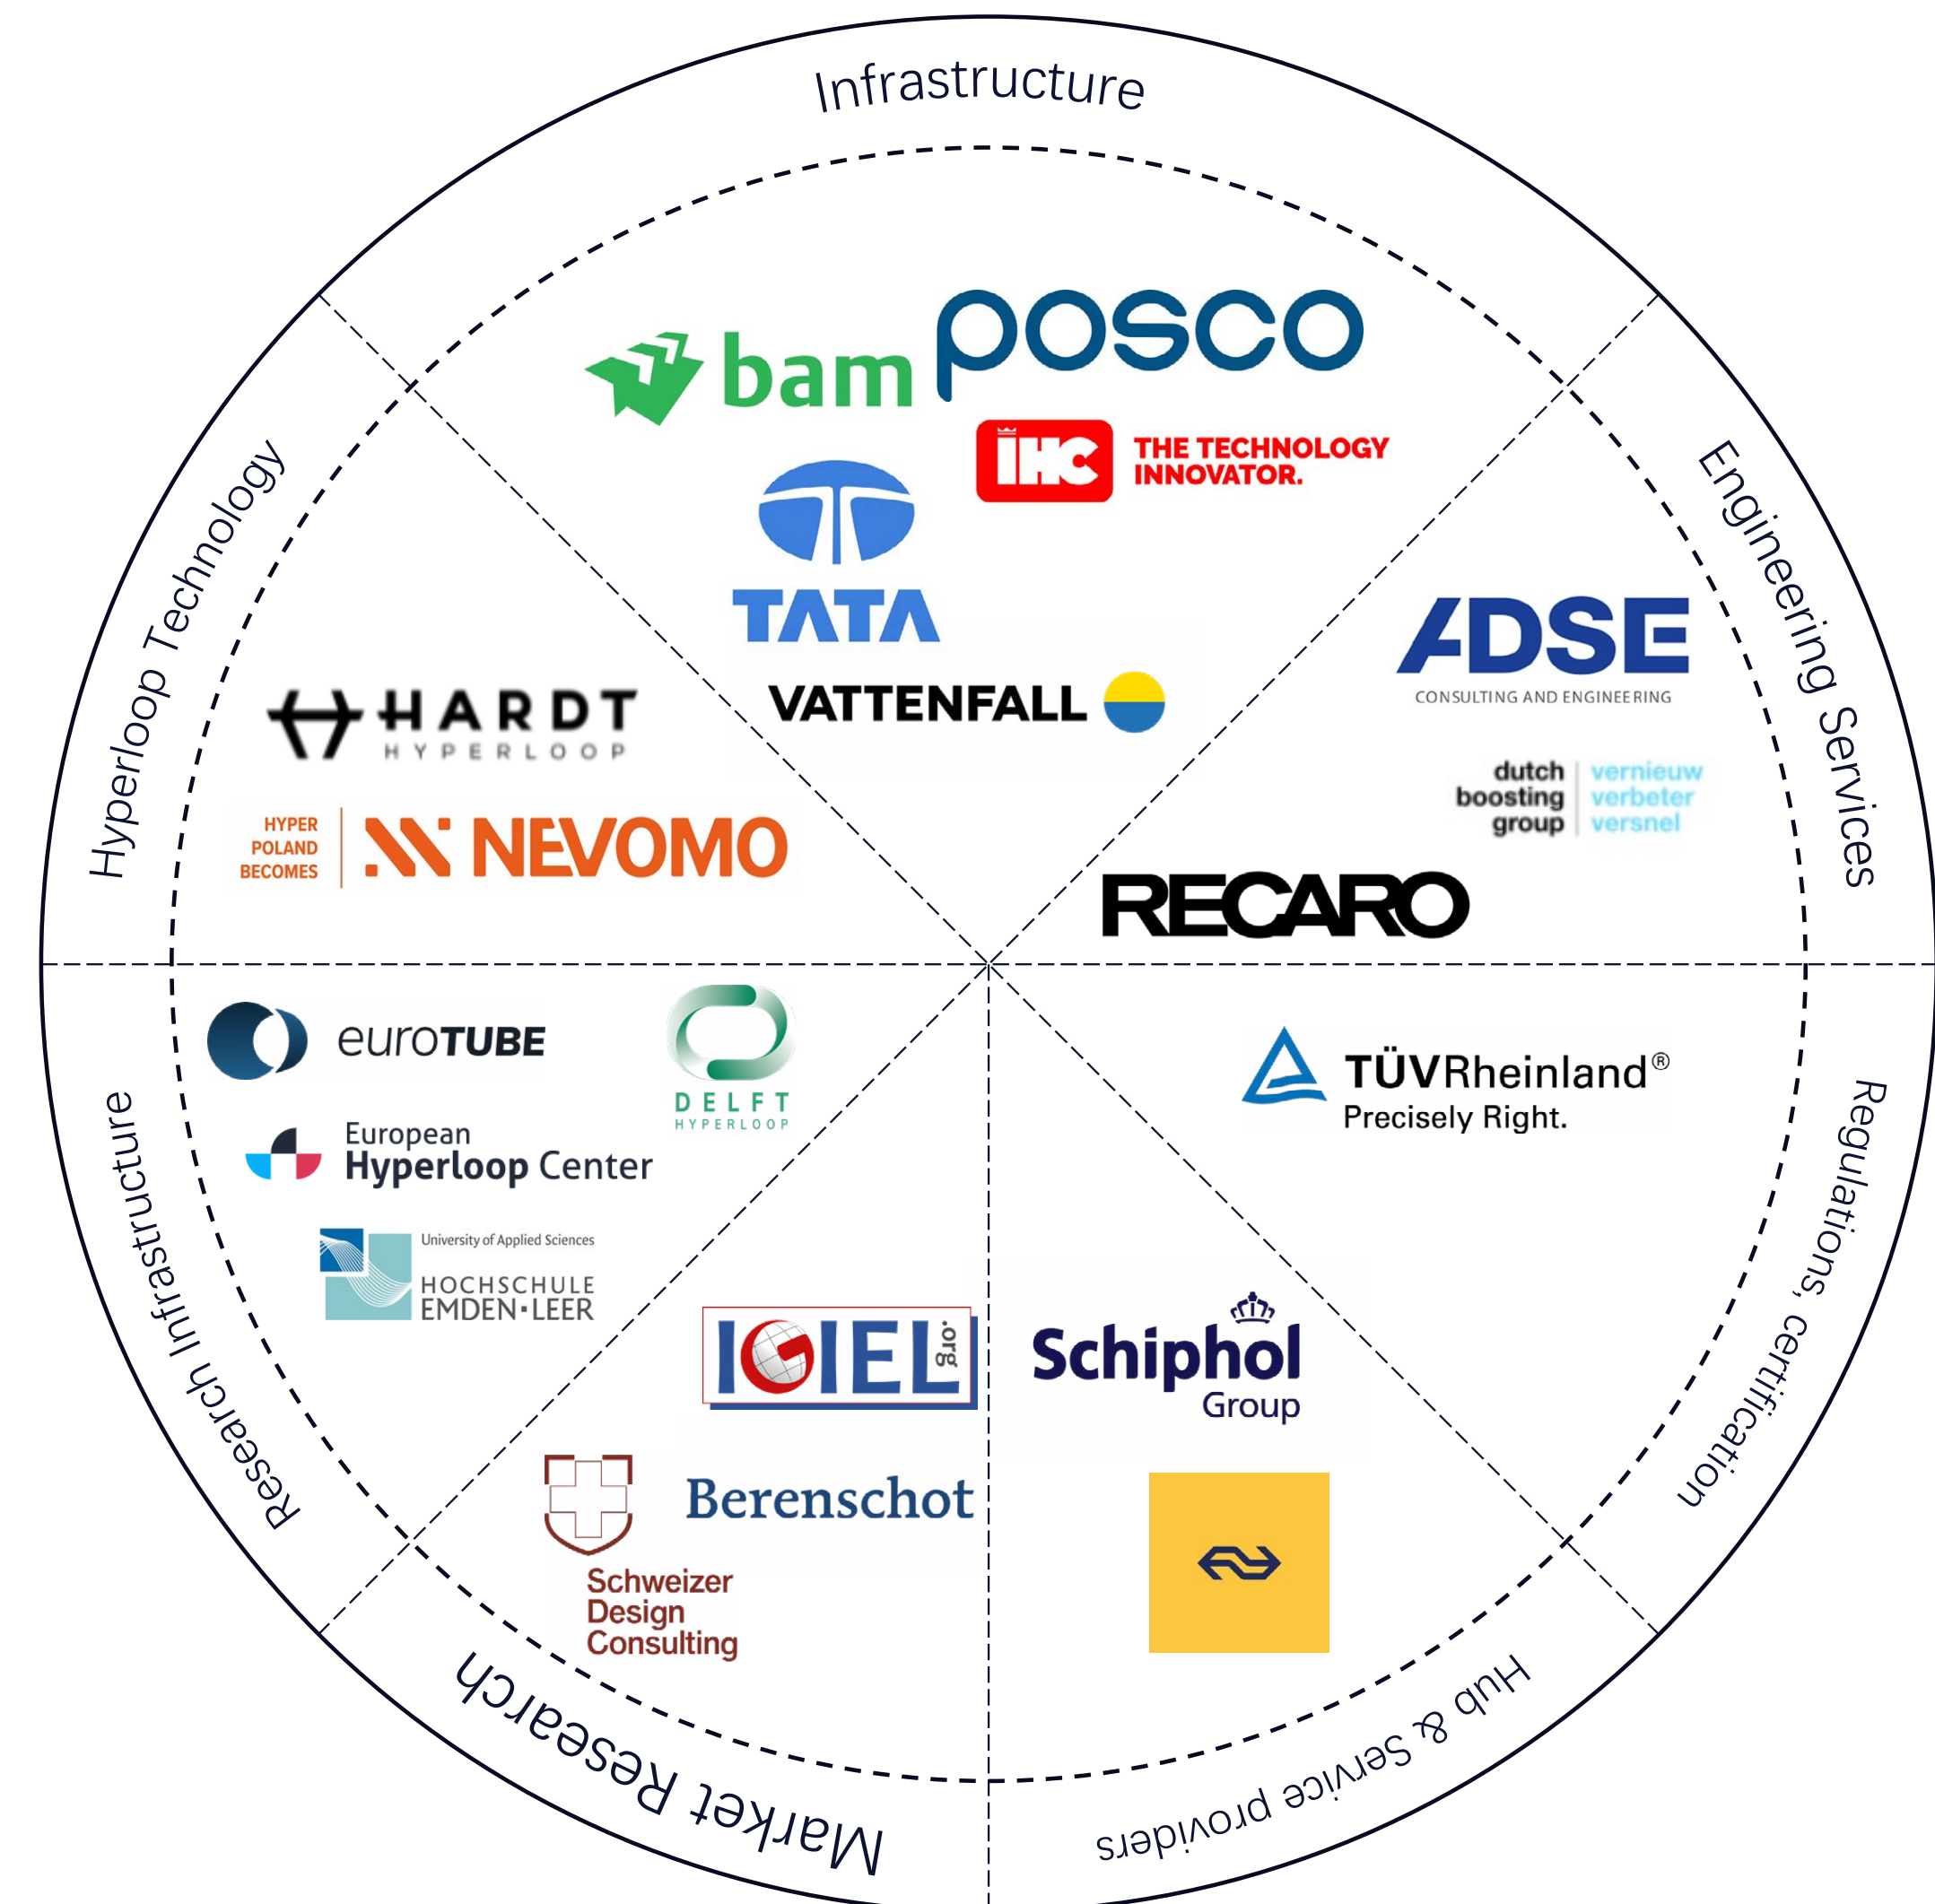 Infrastructure
bam
posco
IHC
THE TECHNOLOGY
INNOVATOR.
TATA
VATTENFALL
Engineering Services
ADSE
CONSULTING AND ENGINEERING
dutch
boosting
group
vernieuw
verbeter
versnel
RECARO
Hyperloop Technology
HARDT
HYPERLOOP
HYPER
POLAND
BECOMES
NEVOMO
Research Infrastructure
euroTUBE
DELFT
HYPERLOOP
European
Hyperloop Center
University of Applied Sciences
HOCHSCHULE
EMDEN▪LEER
Regulations, certification
TÜVRheinland®
Precisely Right.
Market Research
IGIEL.org
Berenschot
Schweizer
Design
Consulting
Hub & Service providers
Schiphol
Group